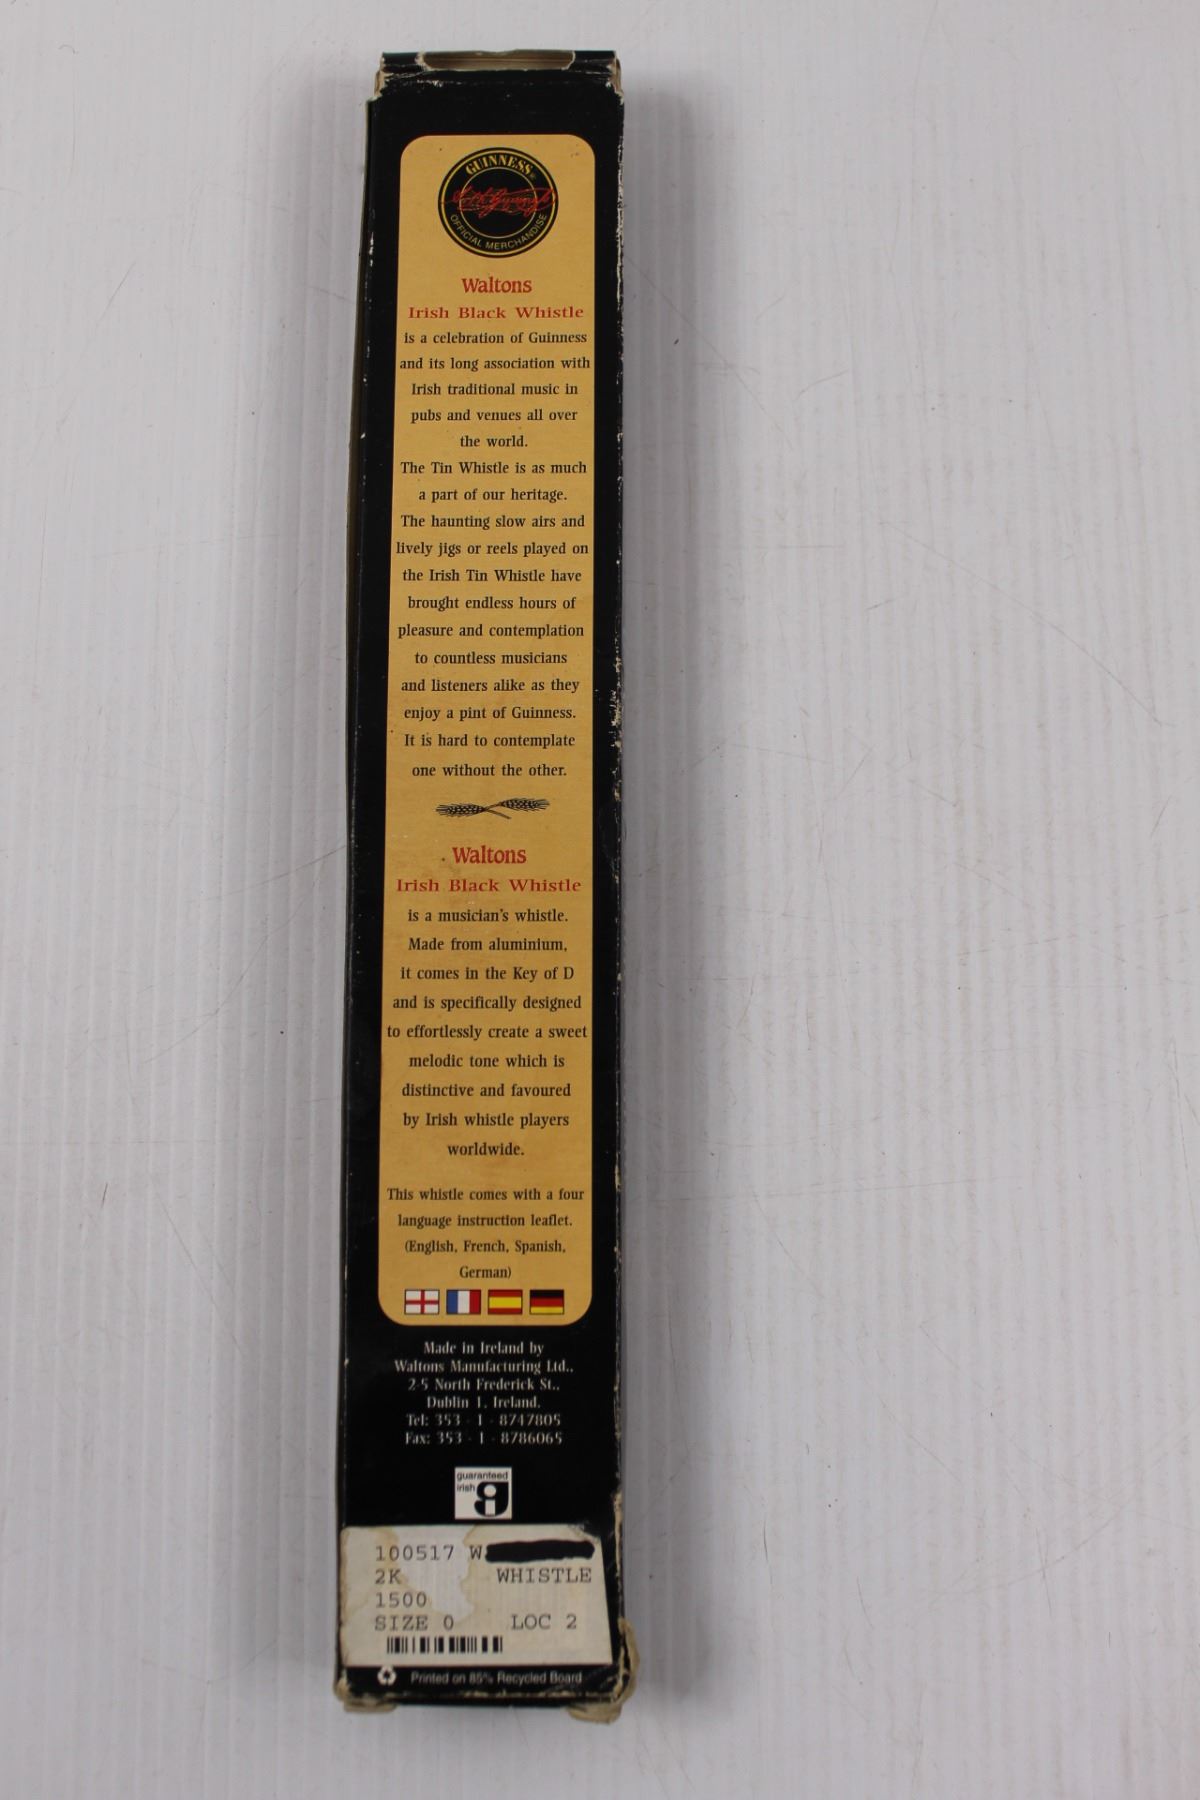 GUINNESS
OFFICIAL MERCHANDISE
Waltons
Irish Black Whistle
is a celebration of Guinness
and its long association with
Irish traditional music in
pubs and venues all over
the world.
The Tin Whistle is as much
a part of our heritage.
The haunting slow airs and
lively jigs or reels played on
the Irish Tin Whistle have
brought endless hours of
pleasure and contemplation
to countless musicians
and listeners alike as they
enjoy a pint of Guinness.
It is hard to contemplate
one without the other.
Waltons
Irish Black Whistle
is a musician's whistle.
Made from aluminium,
it comes in the Key of D
and is specifically designed
to effortlessly create a sweet
melodic tone which is
distinctive and favoured
by Irish whistle players
worldwide.
This whistle comes with a four
language instruction leaflet.
(English, French, Spanish,
German)
Made in Ireland by
Waltons Manufacturing Ltd.,
2-5 North Frederick St.,
Dublin 1, Ireland.
Tel: 353 - 1 - 8747805
Fax: 353 - 1 - 8786065
guaranteed
irish
100517 W
2K WHISTLE
1500
SIZE 0 LOC 2
Printed on 85% Recycled Board